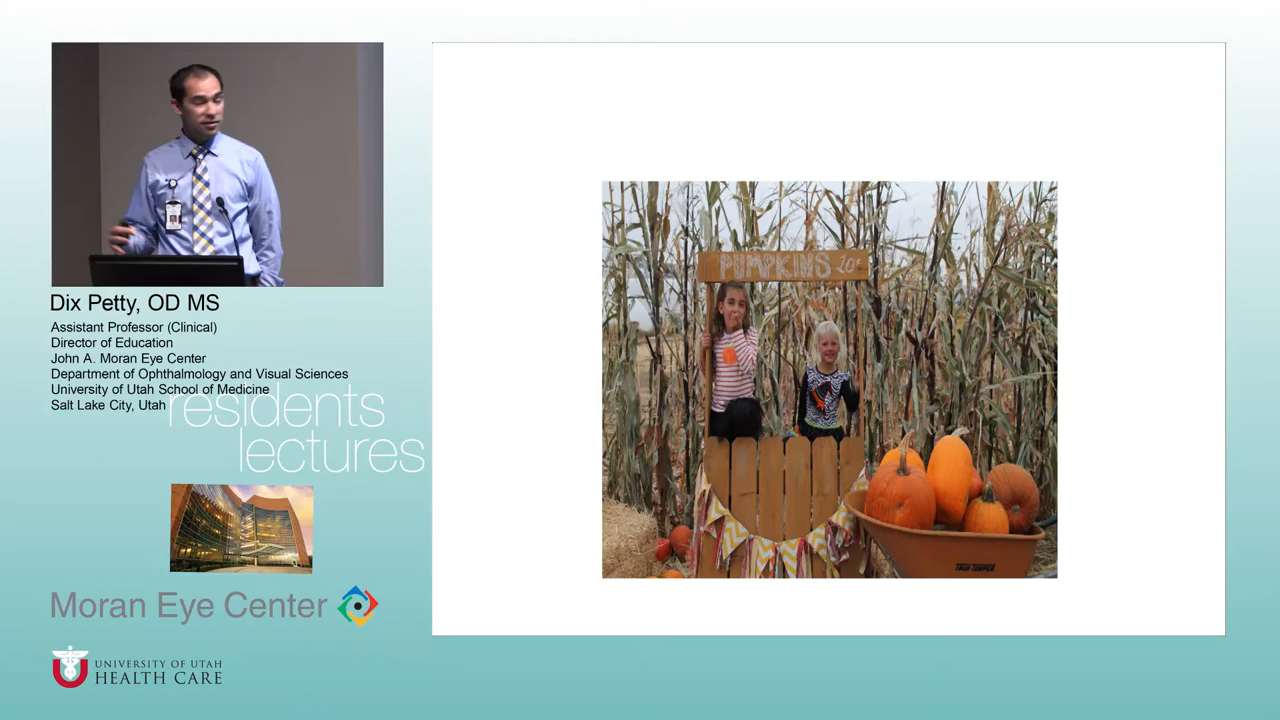 PUMPKINS 10¢
Dix Petty, OD MS
Assistant Professor (Clinical)
Director of Education
John A. Moran Eye Center
Department of Ophthalmology and Visual Sciences
University of Utah School of Medicine
Salt Lake City, Utah
residents
lectures
Moran Eye Center
UNIVERSITY OF UTAH
HEALTH CARE